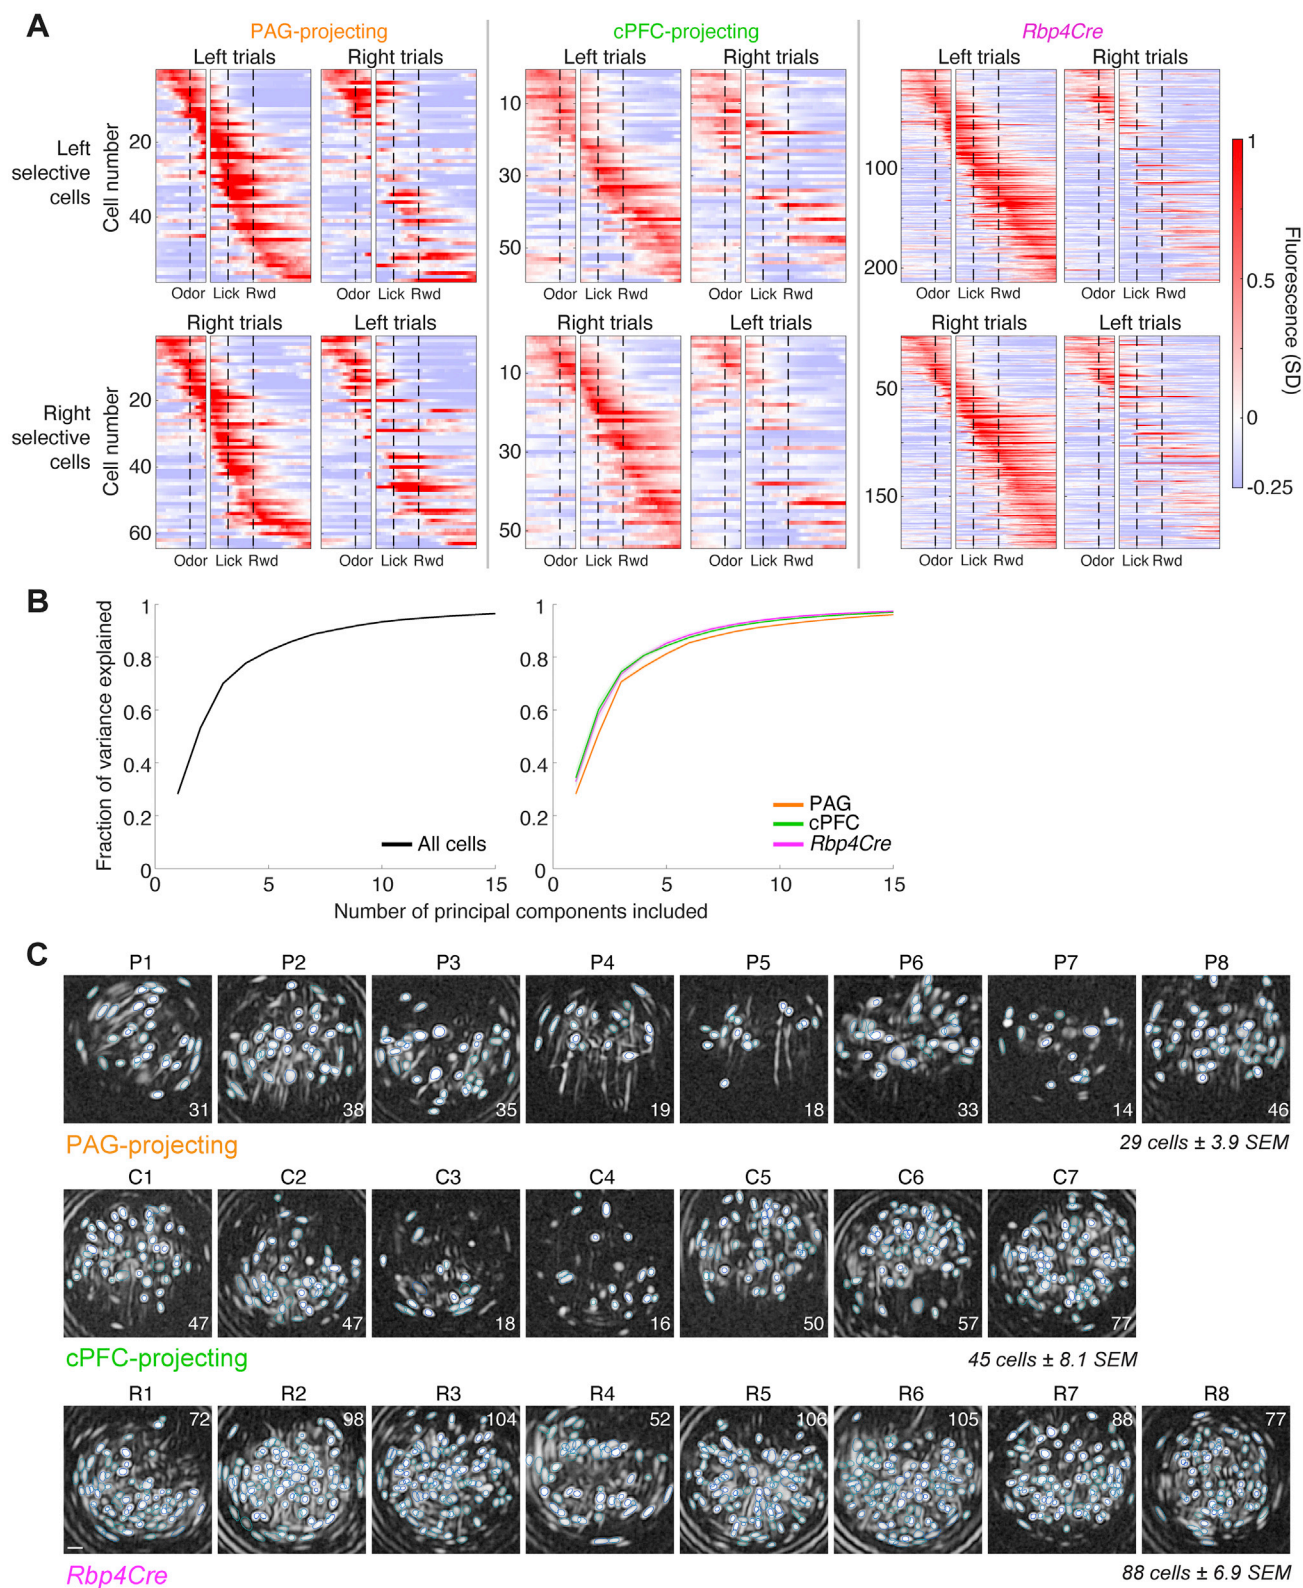 A
PAG-projecting
cPFC-projecting
Rbp4Cre
Left trials
Right trials
Left trials
Right trials
Left trials
Right trials
Left
selective
cells
Cell number
20
40
10
30
50
100
200
Odor Lick Rwd
Odor Lick Rwd
Odor Lick Rwd
Odor Lick Rwd
Odor Lick Rwd
Odor Lick Rwd
Right trials
Left trials
Right trials
Left trials
Right trials
Left trials
Right
selective
cells
Cell number
20
40
60
10
30
50
50
150
Odor Lick Rwd
Odor Lick Rwd
Odor Lick Rwd
Odor Lick Rwd
Odor Lick Rwd
Odor Lick Rwd
1
0.5
0
-0.25
Fluorescence (SD)
B
Fraction of variance explained
1
0.8
0.6
0.4
0.2
0
0
5
10
15
All cells
1
0.8
0.6
0.4
0.2
0
0
5
10
15
PAG
cPFC
Rbp4Cre
Number of principal components included
C
P1
P2
P3
P4
P5
P6
P7
P8
31
38
35
19
18
33
14
46
PAG-projecting
29 cells ± 3.9 SEM
C1
C2
C3
C4
C5
C6
C7
47
47
18
16
50
57
77
cPFC-projecting
45 cells ± 8.1 SEM
R1
R2
R3
R4
R5
R6
R7
R8
72
98
104
52
106
105
88
77
Rbp4Cre
88 cells ± 6.9 SEM